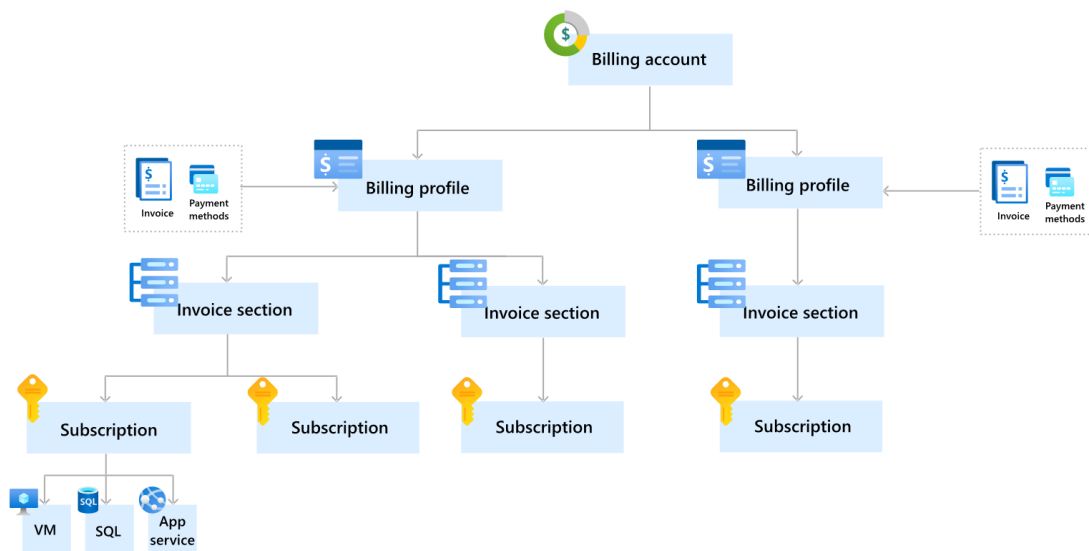 $
Billing account
$
Billing profile
$
Billing profile
$
Invoice
Payment
methods
$
Invoice
Payment
methods
Invoice section
Invoice section
Invoice section
Subscription
Subscription
Subscription
Subscription
VM
SQL
SQL
App
service